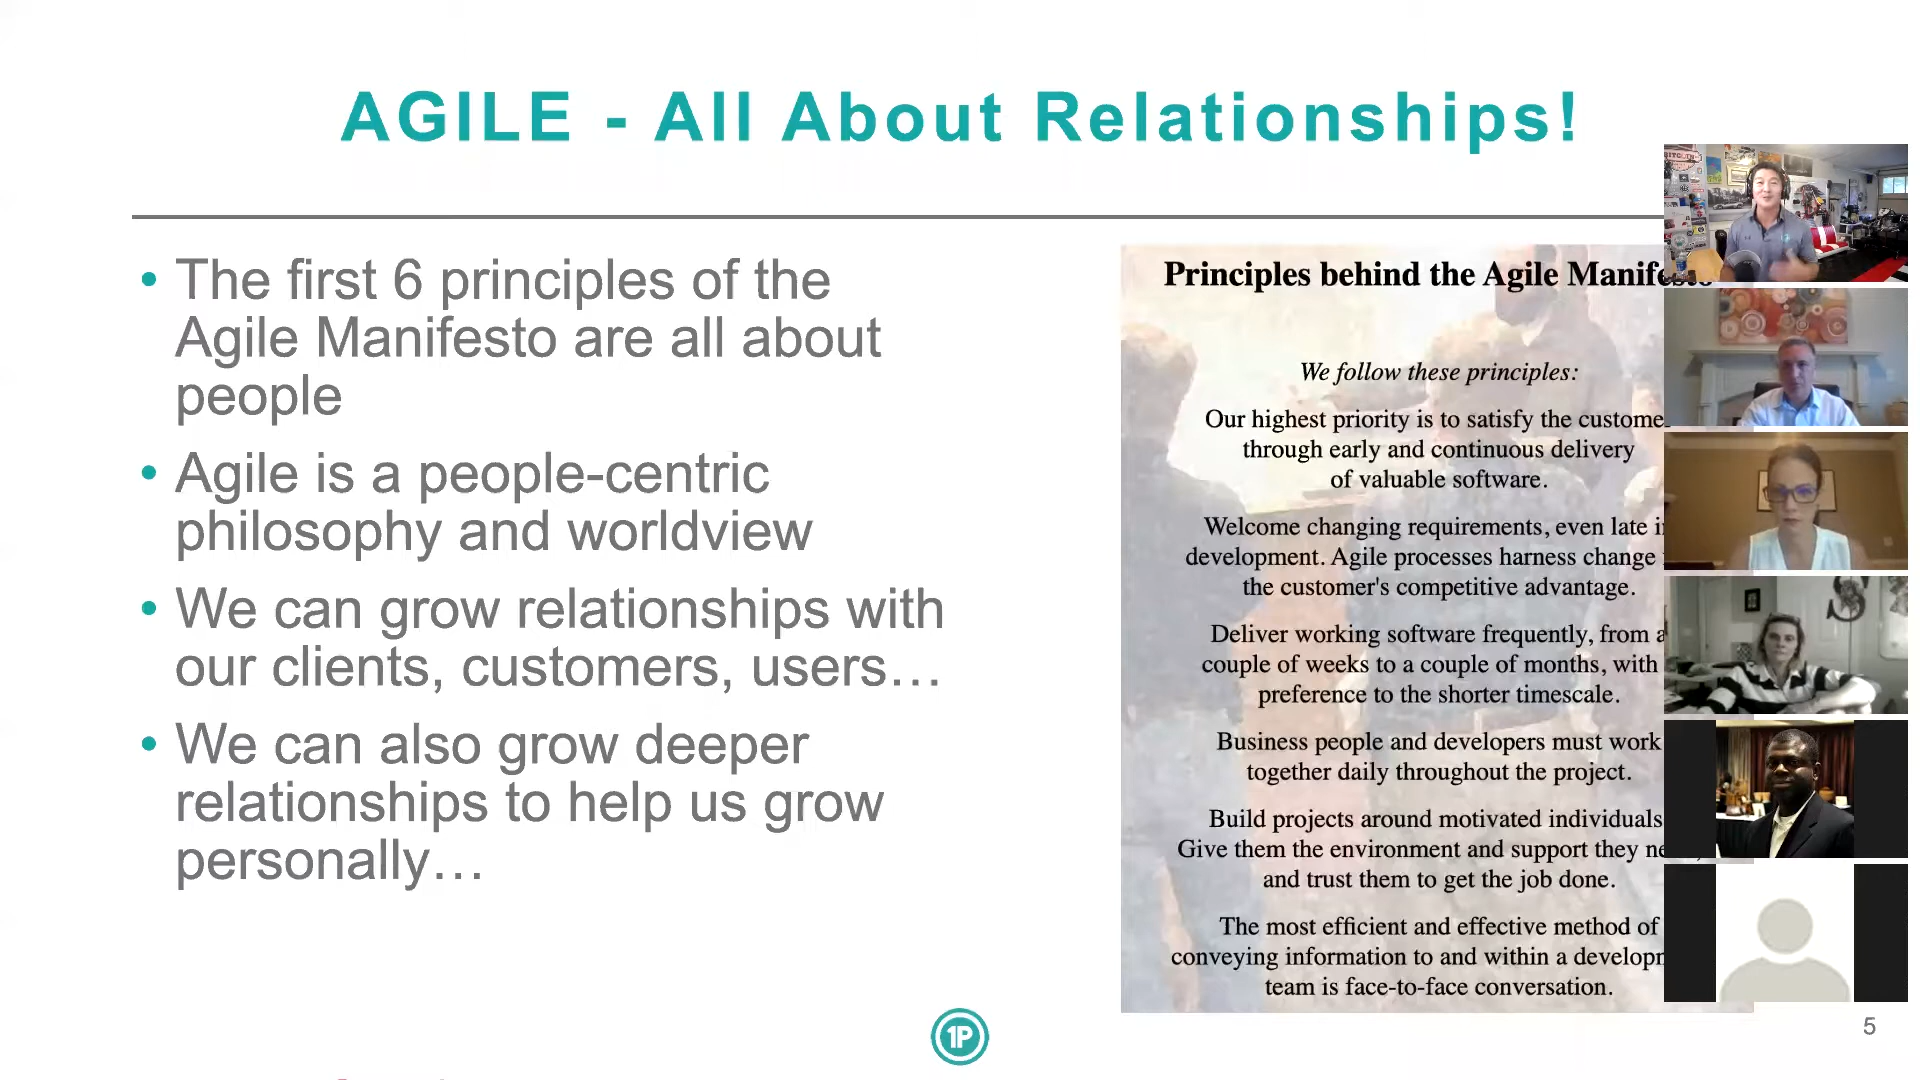 AGILE - All About Relationships!
• The first 6 principles of the
Agile Manifesto are all about
people
• Agile is a people-centric
philosophy and worldview
• We can grow relationships with
our clients, customers, users…
• We can also grow deeper
relationships to help us grow
personally…
Principles behind the Agile Manifesto
We follow these principles:
Our highest priority is to satisfy the custome
through early and continuous delivery
of valuable software.
Welcome changing requirements, even late i
development. Agile processes harness change
the customer's competitive advantage.
Deliver working software frequently, from a
couple of weeks to a couple of months, with
preference to the shorter timescale.
Business people and developers must work
together daily throughout the project.
Build projects around motivated individuals
Give them the environment and support they ne
and trust them to get the job done.
The most efficient and effective method of
conveying information to and within a develop
team is face-to-face conversation.
1P
5